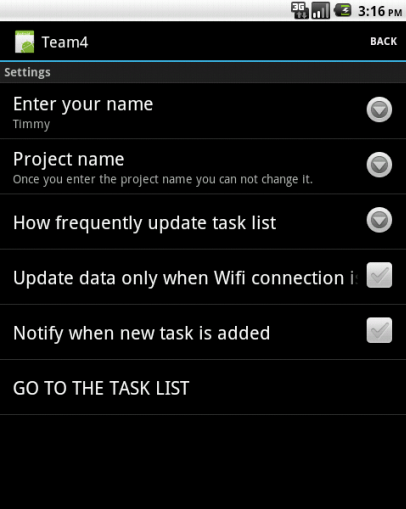 3G 3:16 PM
Team4 BACK
Settings
Enter your name
Timmy
Project name
Once you enter the project name you can not change it.
How frequently update task list
Update data only when Wifi connection is
Notify when new task is added
GO TO THE TASK LIST